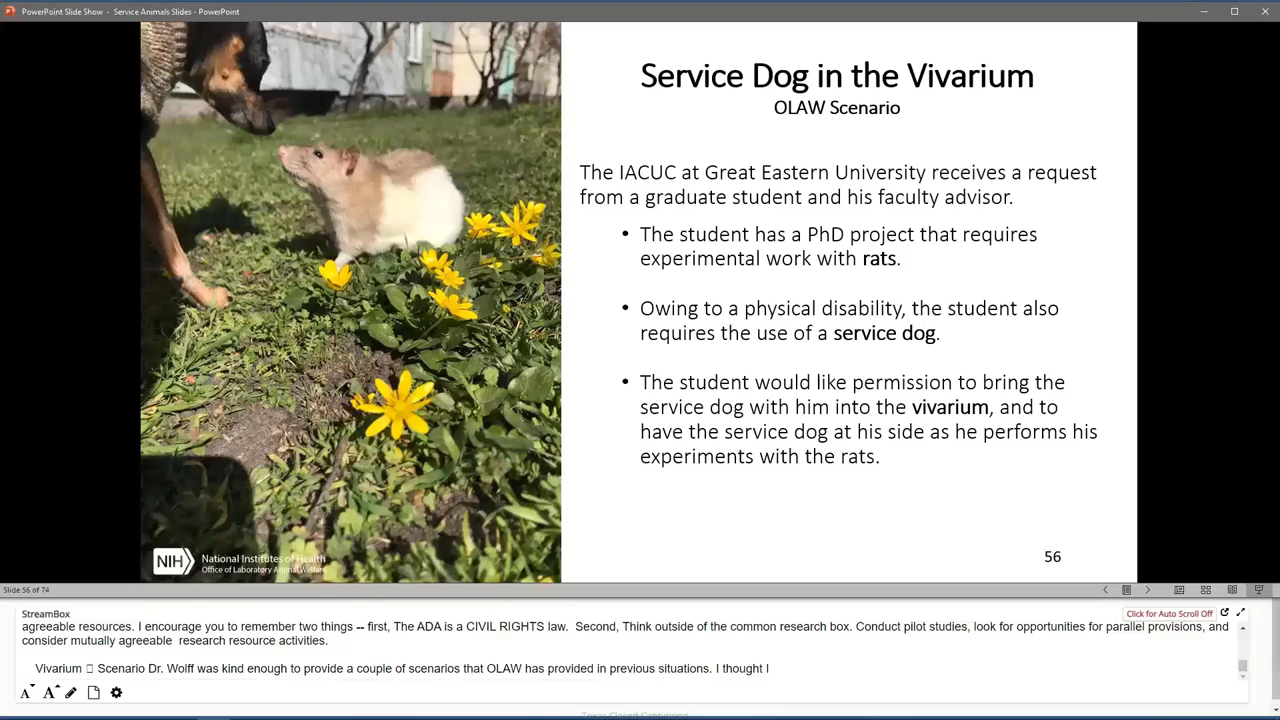 PowerPoint Slide Show - Service Animals Slides - PowerPoint
Service Dog in the Vivarium
OLAW Scenario
The IACUC at Great Eastern University receives a request
from a graduate student and his faculty advisor.
• The student has a PhD project that requires
experimental work with rats.
• Owing to a physical disability, the student also
requires the use of a service dog.
• The student would like permission to bring the
service dog with him into the vivarium, and to
have the service dog at his side as he performs his
experiments with the rats.
NIH
National Institutes of Health
Office of Laboratory Animal Welfare
56
Slide 56 of 74
StreamBox
Click for Auto Scroll Off
agreeable resources. I encourage you to remember two things -- first, The ADA is a CIVIL RIGHTS law. Second, Think outside of the common research box. Conduct pilot studies, look for opportunities for parallel provisions, and
consider mutually agreeable research resource activities.
Vivarium □ Scenario Dr. Wolff was kind enough to provide a couple of scenarios that OLAW has provided in previous situations. I thought I
A A
Texas Closed Captioning